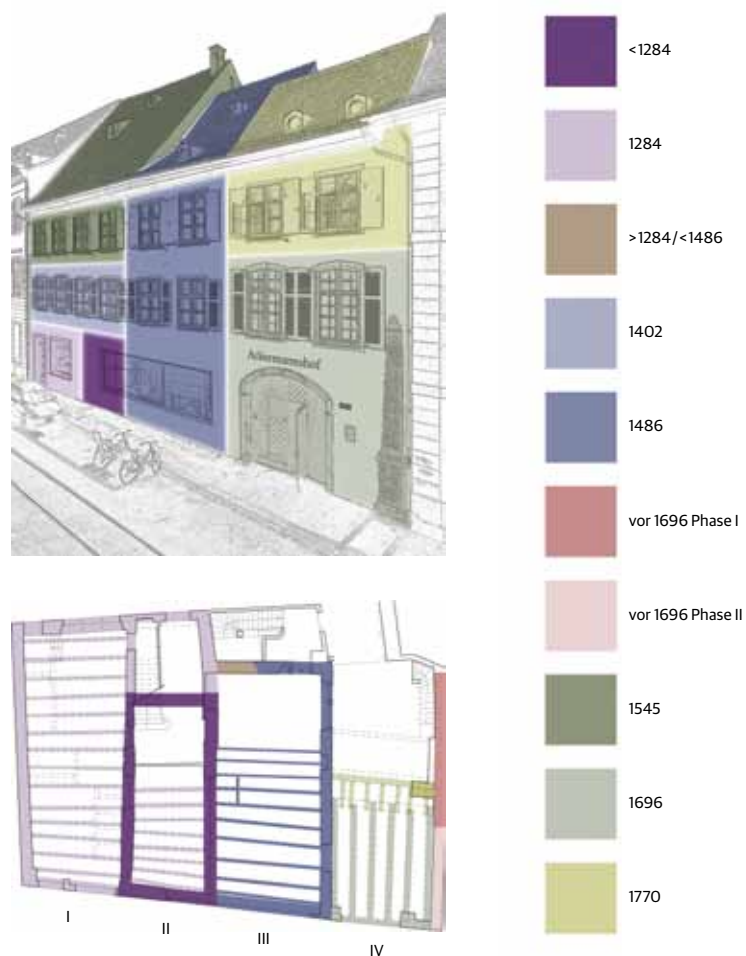 Ackermannshof
I
II
III
IV
<1284
1284
>1284/<1486
1402
1486
vor 1696 Phase I
vor 1696 Phase II
1545
1696
1770